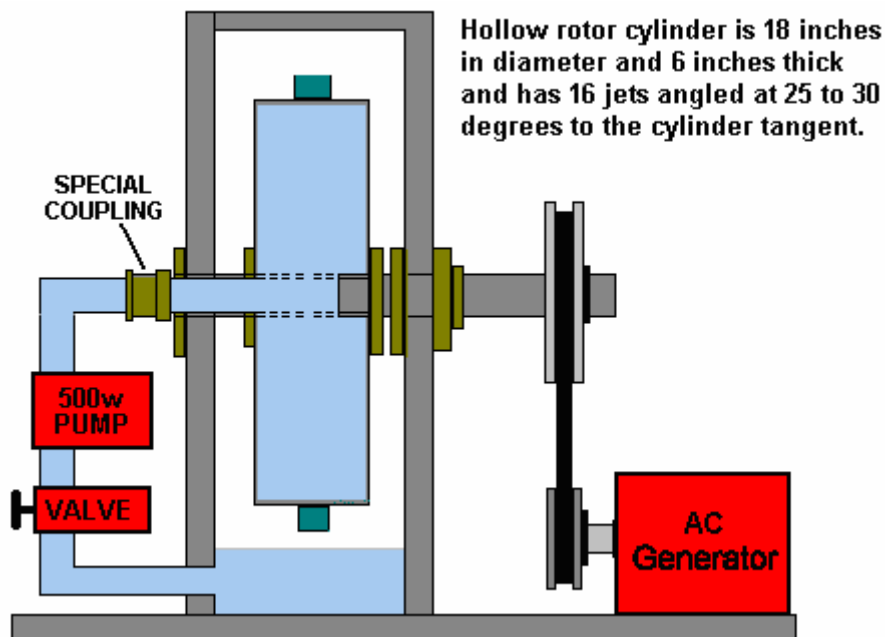 Hollow rotor cylinder is 18 inches
in diameter and 6 inches thick
and has 16 jets angled at 25 to 30
degrees to the cylinder tangent.
SPECIAL
COUPLING
500w
PUMP
VALVE
AC
Generator